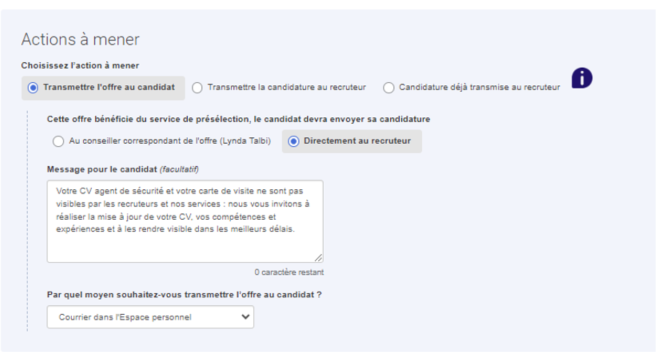 Actions à mener
Choisissez l'action à mener
Transmettre l'offre au candidat Transmettre la candidature au recruteur Candidature déjà transmise au recruteur i
Cette offre bénéficie du service de présélection, le candidat devra envoyer sa candidature
Au conseiller correspondant de l'offre (Lynda Talbi) Directement au recruteur
Message pour le candidat (facultatif)
Votre CV agent de sécurité et votre carte de visite ne sont pas
visibles par les recruteurs et nos services : nous vous invitons à
réaliser la mise à jour de votre CV, vos compétences et
expériences et à les rendre visible dans les meilleurs délais.
0 caractère restant
Par quel moyen souhaitez-vous transmettre l'offre au candidat ?
Courrier dans l'Espace personnel